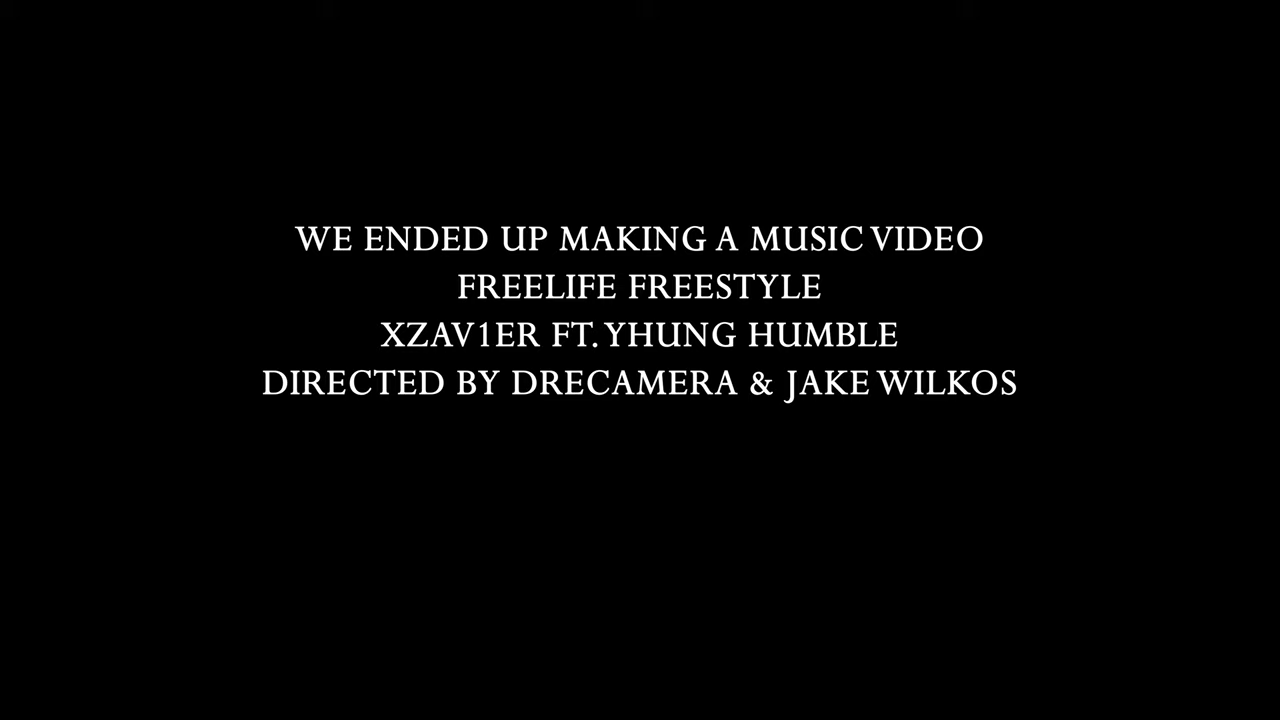 WE ENDED UP MAKING A MUSIC VIDEO
FREELIFE FREESTYLE
XZAV1ER FT. YHUNG HUMBLE
DIRECTED BY DRECAMERA & JAKE WILKOS